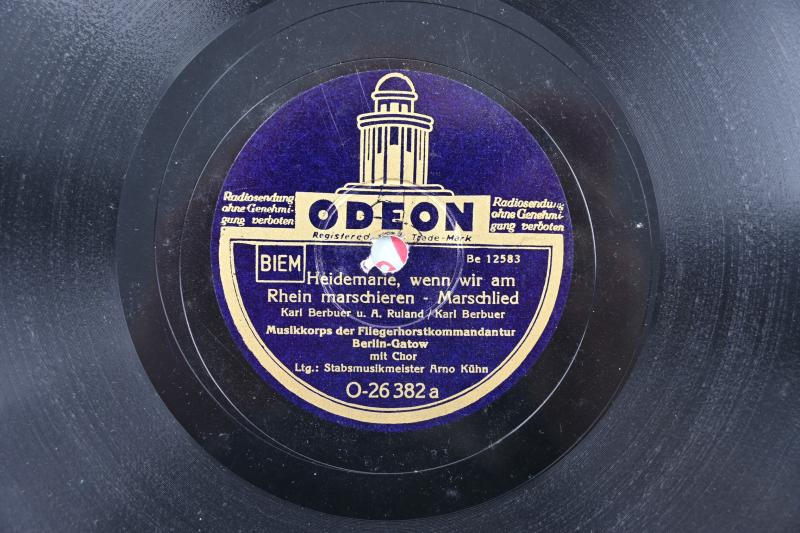 Radiosendung
ohne Genehmi-
gung verboten
ODEON
Registered Trade-Mark
Radiosendung
ohne Genehmi-
gung verboten
BIEM
Be 12583
Heidemarie, wenn wir am
Rhein marschieren - Marschlied
Karl Berbuer u. A. Ruland / Karl Berbuer
Musikkorps der Fliegerhorstkommandantur
Berlin-Gatow
mit Chor
Ltg.: Stabsmusikmeister Arno Kühn
O-26 382 a